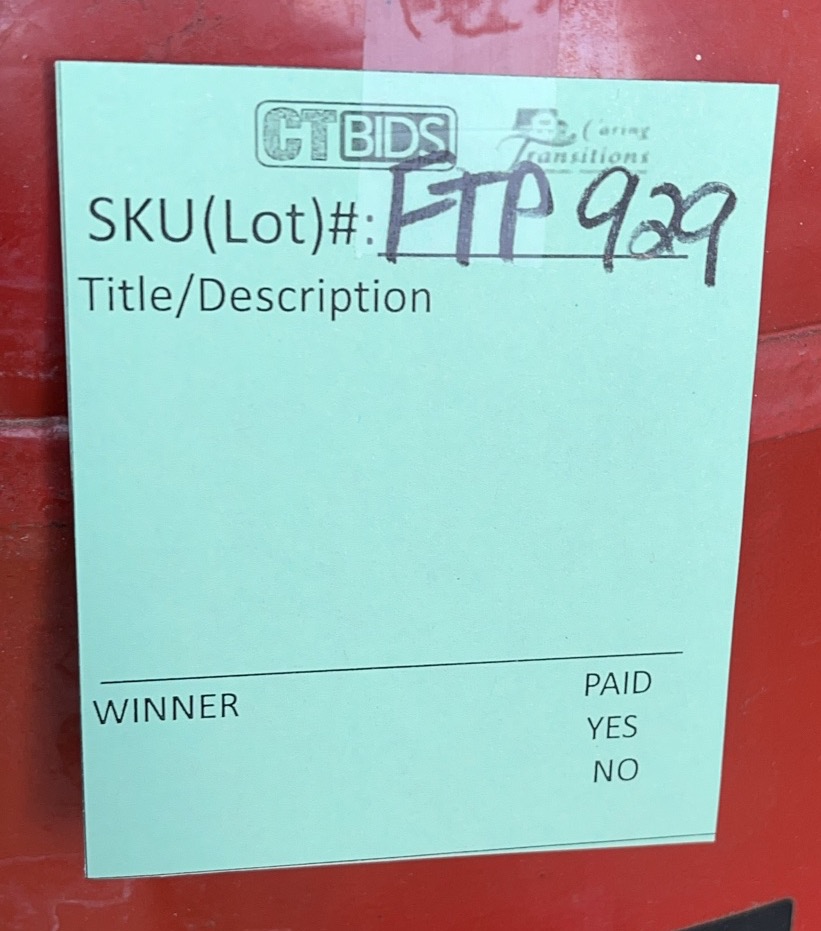 CTBIDS
Caring
Transitions
SKU(Lot)#: FTP 929
Title/Description
WINNER
PAID
YES
NO